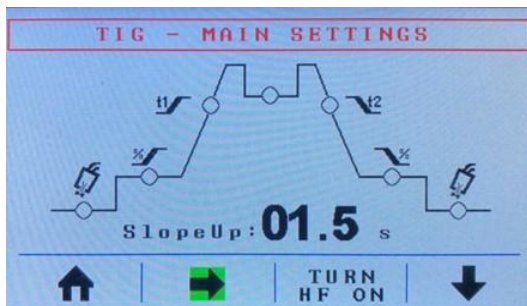 TIG - MAIN SETTINGS
t1
t2
%
%
SlopeUp: 01.5 s
TURN
HF ON